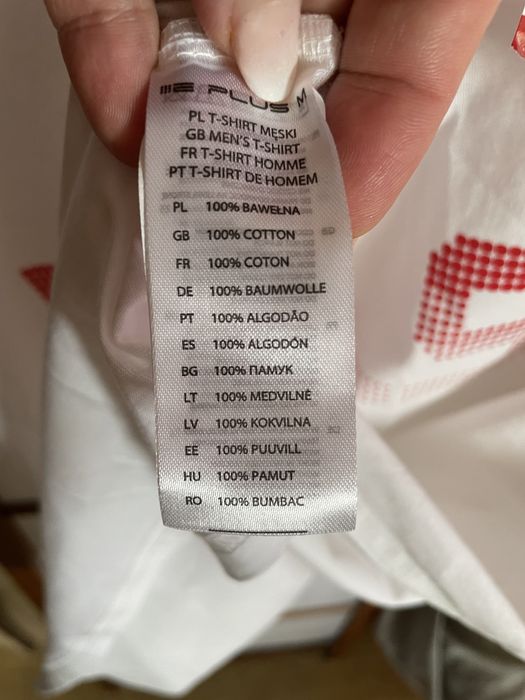 PLUS M
PL T-SHIRT MĘSKI
GB MEN'S T-SHIRT
FR T-SHIRT HOMME
PT T-SHIRT DE HOMEM
PL 100% BAWEŁNA
GB 100% COTTON
FR 100% COTON
DE 100% BAUMWOLLE
PT 100% ALGODÃO
ES 100% ALGODÓN
BG 100% ПАМУК
LT 100% MEDVILNĖ
LV 100% KOKVILNA
EE 100% PUUVILL
HU 100% PAMUT
RO 100% BUMBAC